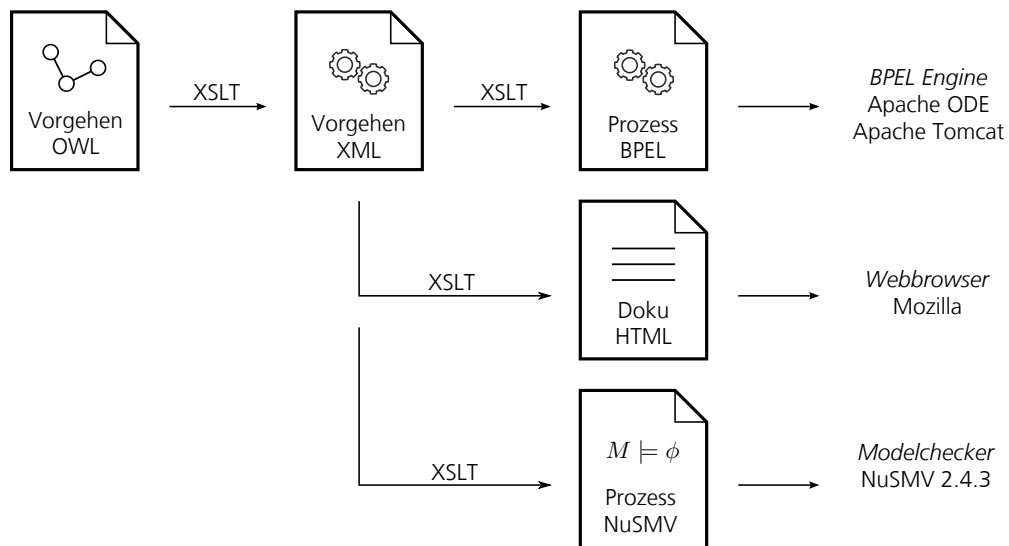 Vorgehen
OWL
XSLT
Vorgehen
XML
XSLT
Prozess
BPEL
BPEL Engine
Apache ODE
Apache Tomcat
XSLT
Doku
HTML
Webbrowser
Mozilla
XSLT
M ⊨ ϕ
Prozess
NuSMV
Modelchecker
NuSMV 2.4.3